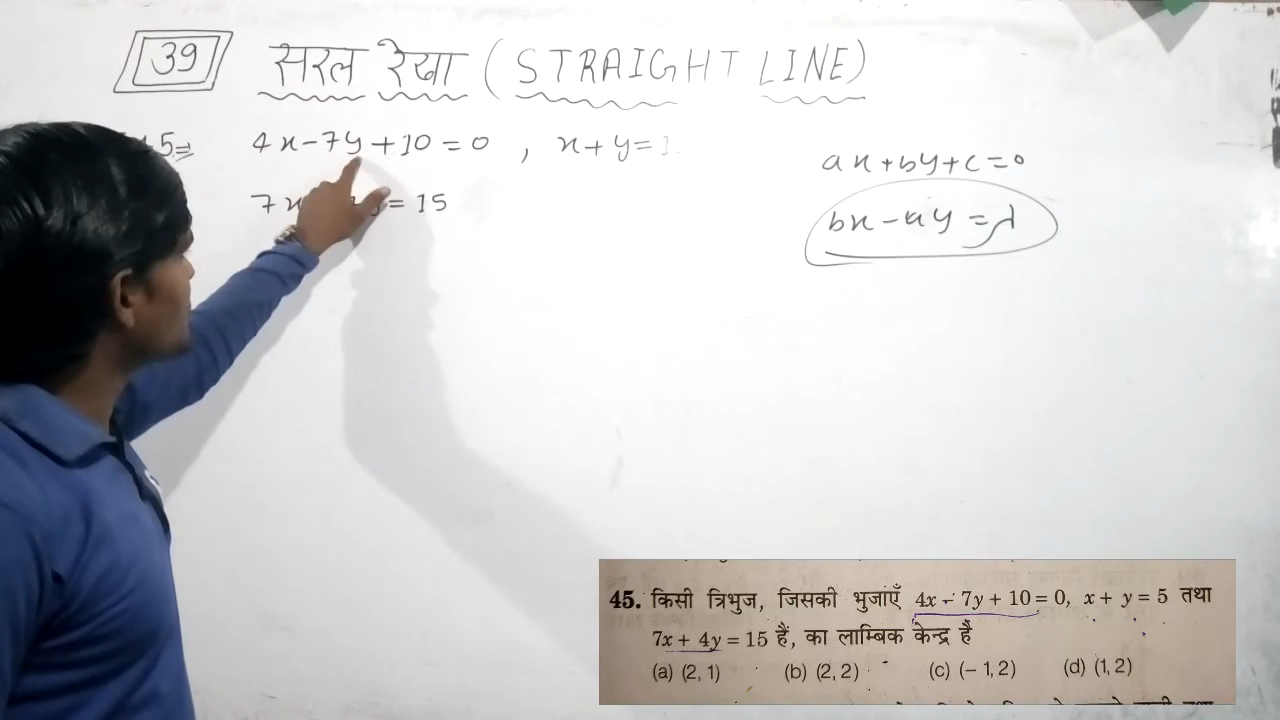 39 सरल रेखा (STRAIGHT LINE)
5⇒ 4x-7y+10=0 , x+y=
7x = 15
ax+by+c=0
bx-ay=λ
45. किसी त्रिभुज, जिसकी भुजाएँ 4x - 7y + 10 = 0, x + y = 5 तथा
7x + 4y = 15 हैं, का लाम्बिक केन्द्र है
(a) (2, 1) (b) (2, 2) (c) (- 1, 2) (d) (1, 2)